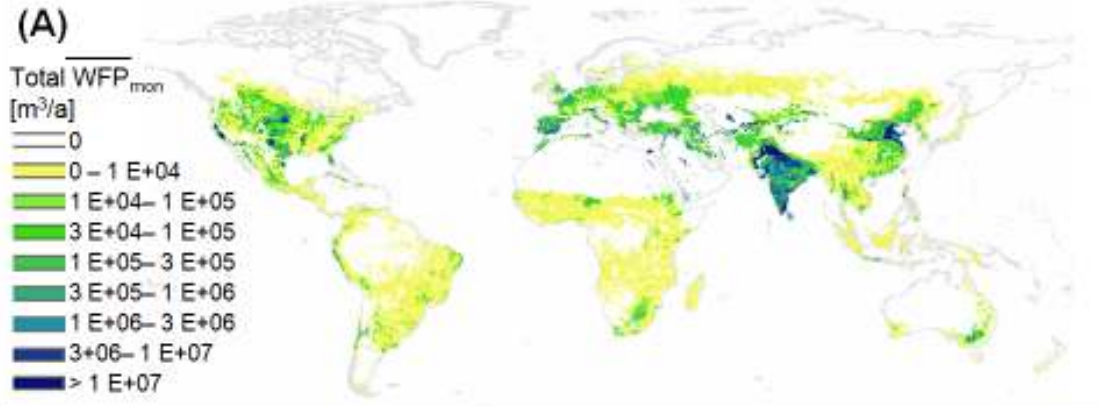 (A)
Total WFPmon
[m³/a]
0
0 – 1 E+04
1 E+04– 1 E+05
3 E+04– 1 E+05
1 E+05– 3 E+05
3 E+05– 1 E+06
1 E+06– 3 E+06
3+06– 1 E+07
> 1 E+07